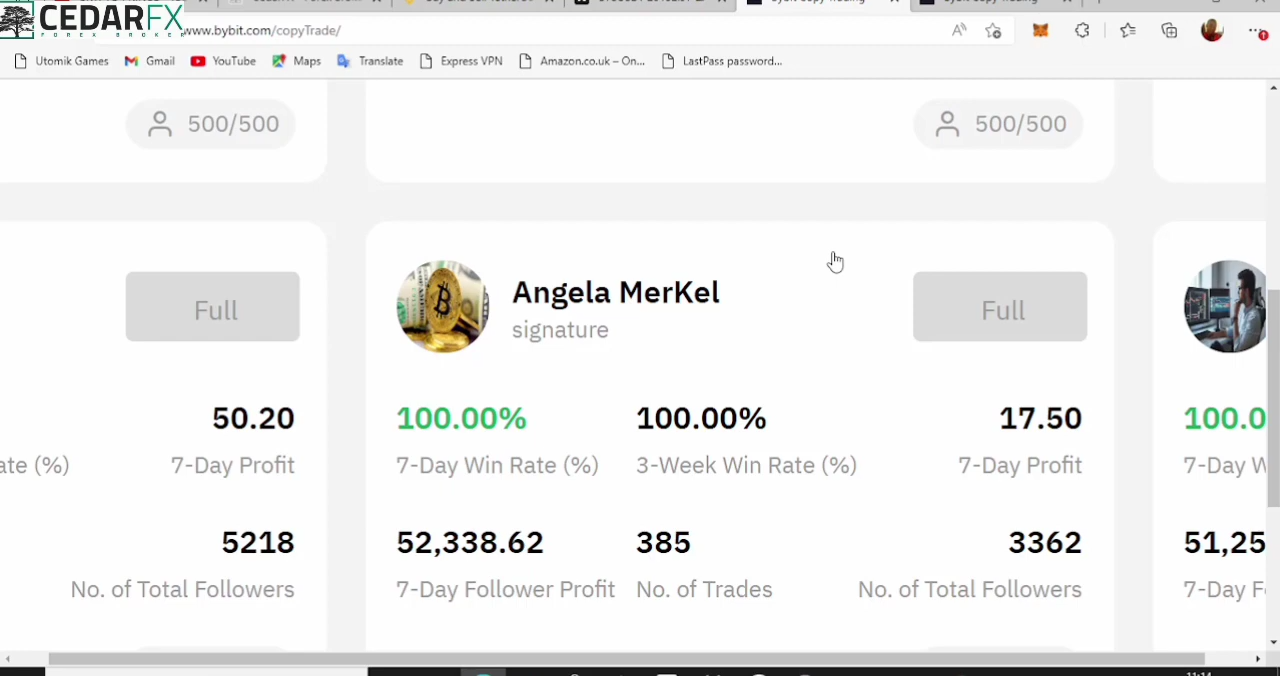 CEDARFX
FOREX BROKER
www.bybit.com/copyTrade/
Utomik Games
Gmail
YouTube
Maps
Translate
Express VPN
Amazon.co.uk – On...
LastPass password...
500/500
500/500
Full
Angela MerKel
signature
Full
50.20
100.00%
100.00%
17.50
100.0
ate (%)
7-Day Profit
7-Day Win Rate (%)
3-Week Win Rate (%)
7-Day Profit
7-Day W
5218
52,338.62
385
3362
51,25
No. of Total Followers
7-Day Follower Profit
No. of Trades
No. of Total Followers
7-Day F